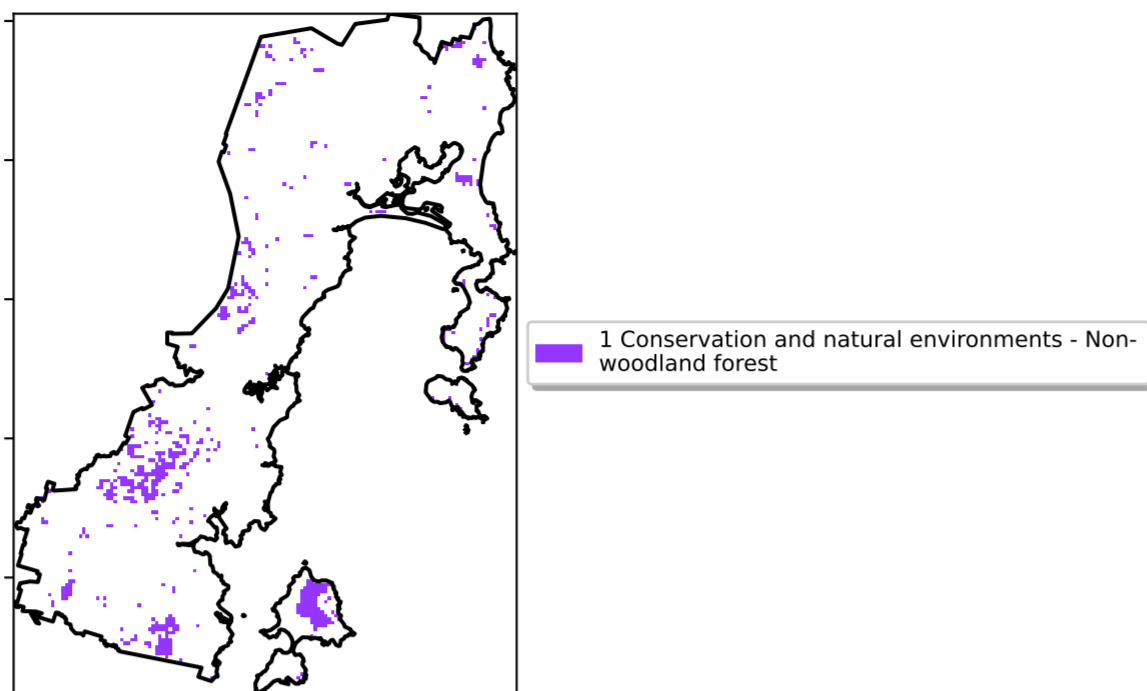 1 Conservation and natural environments - Non-
woodland forest